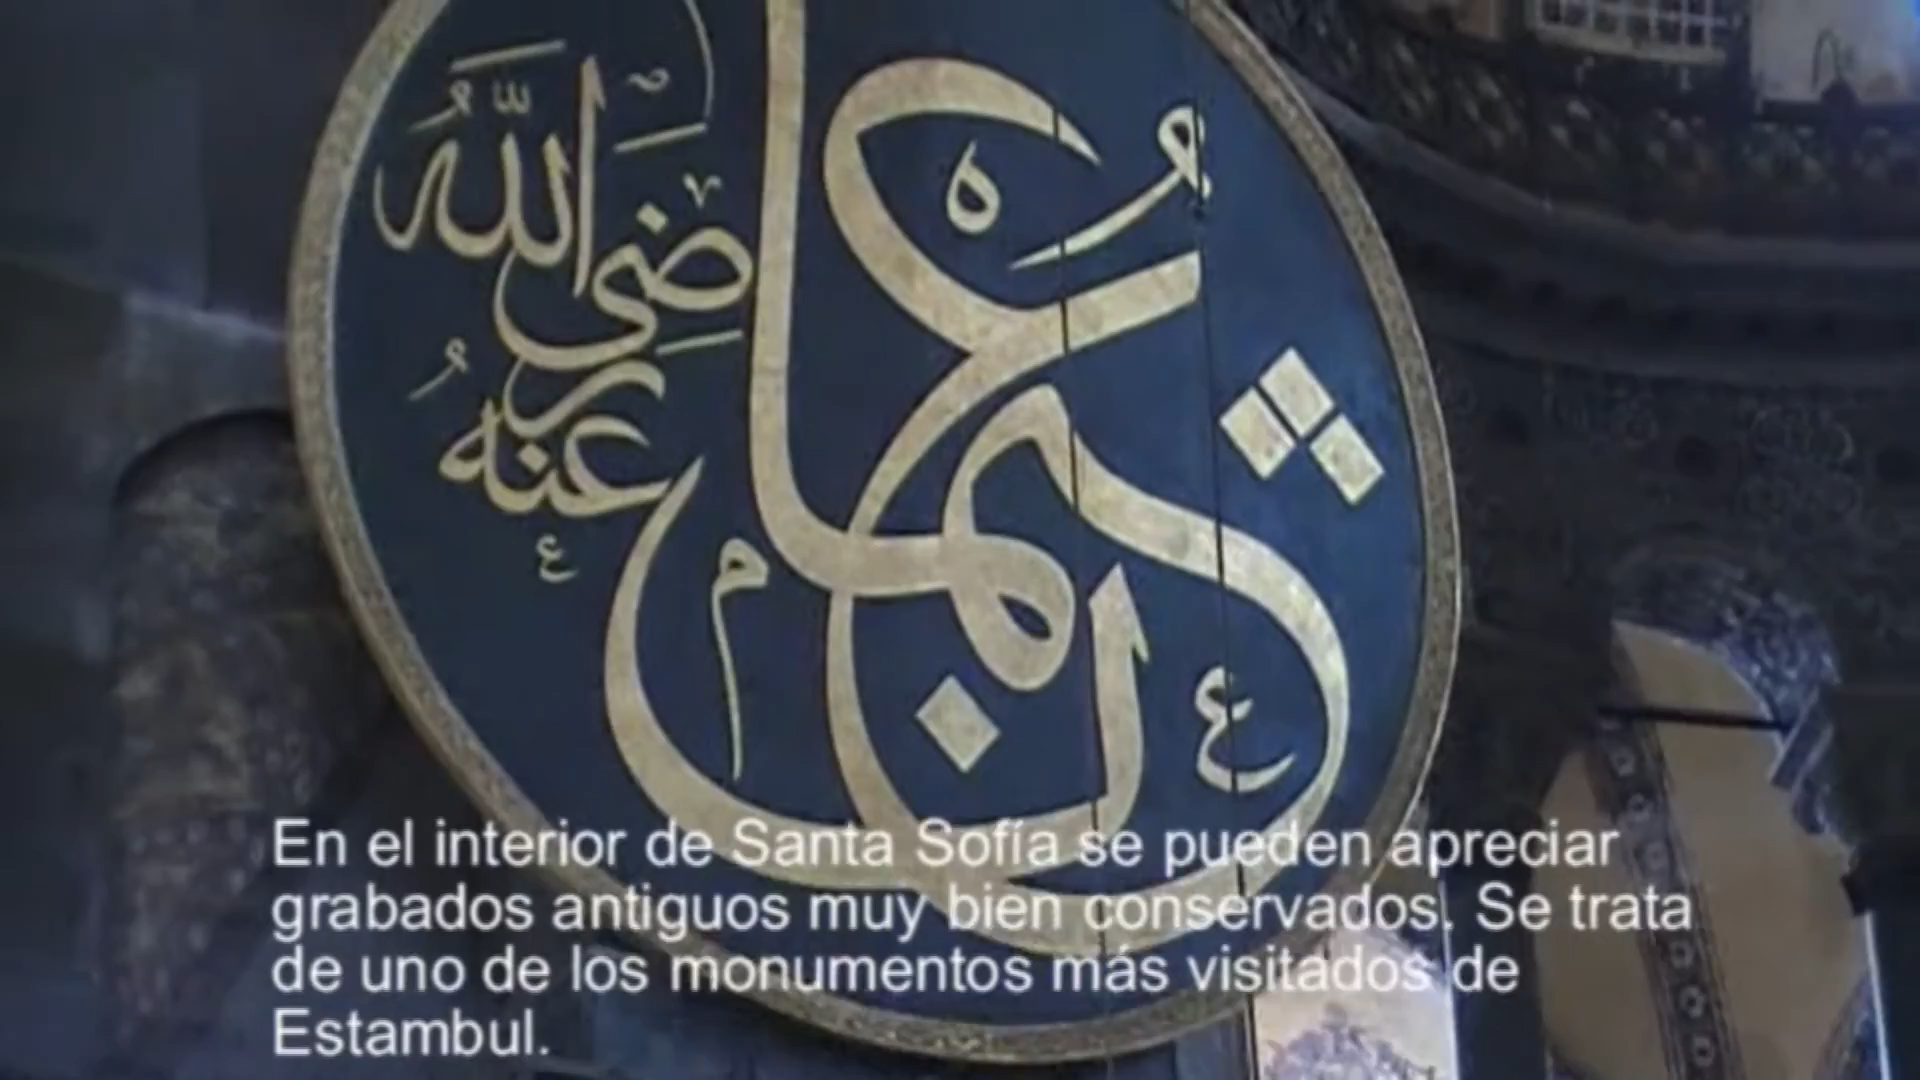 عثمان
رضي الله
عنه
En el interior de Santa Sofía se pueden apreciar
grabados antiguos muy bien conservados. Se trata
de uno de los monumentos más visitados de
Estambul.